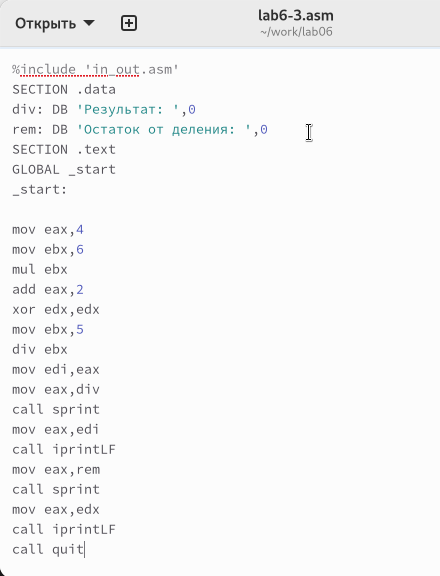 Открыть
lab6-3.asm
~/work/lab06
%include 'in_out.asm'
SECTION .data
div: DB 'Результат: ',0
rem: DB 'Остаток от деления: ',0
SECTION .text
GLOBAL _start
_start:
mov eax,4
mov ebx,6
mul ebx
add eax,2
xor edx,edx
mov ebx,5
div ebx
mov edi,eax
mov eax,div
call sprint
mov eax,edi
call iprintLF
mov eax,rem
call sprint
mov eax,edx
call iprintLF
call quit